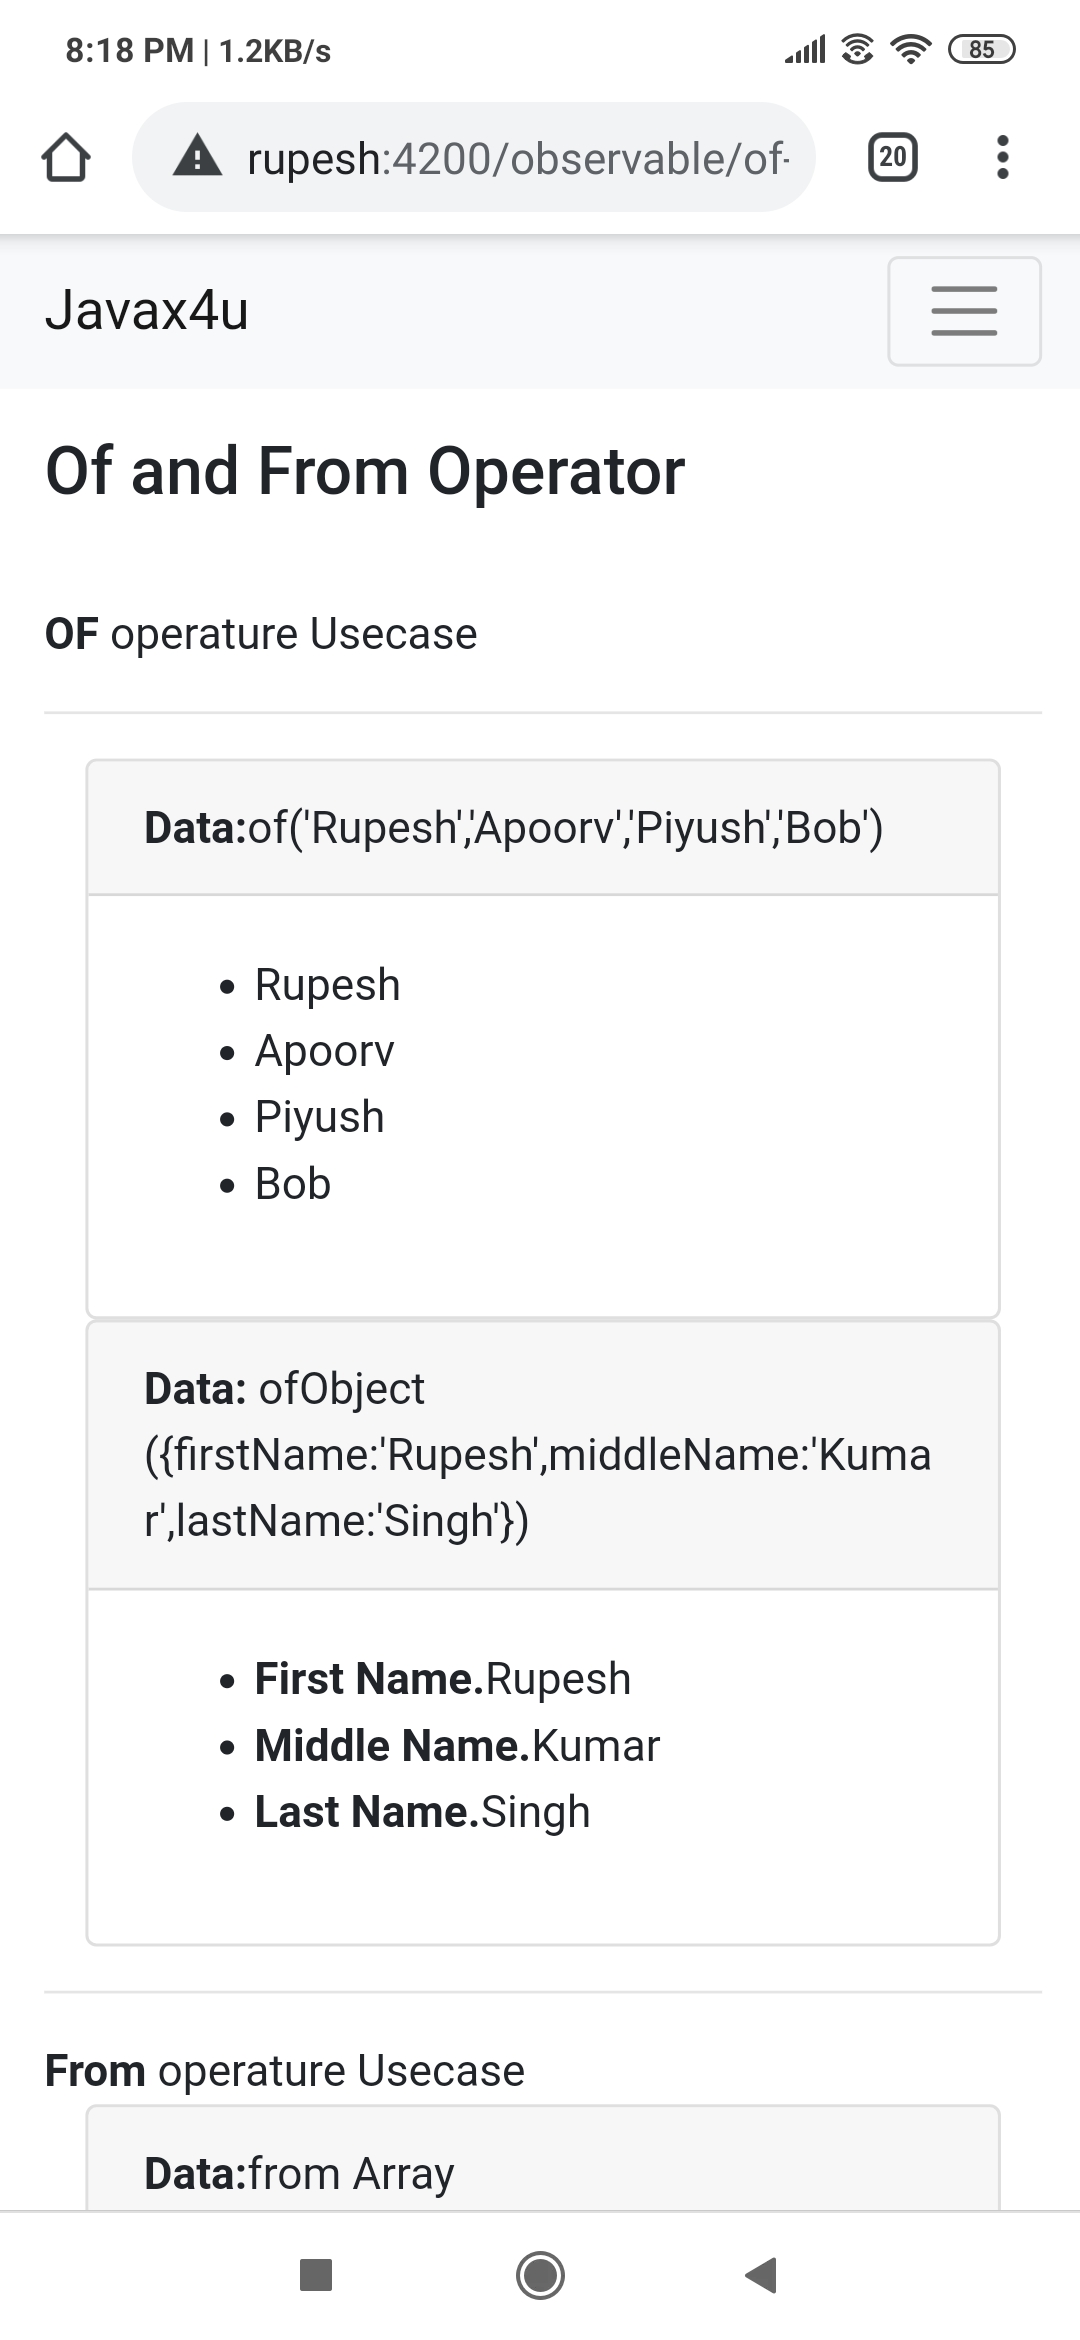 8:18 PM | 1.2KB/s
85
rupesh:4200/observable/of-
20
Javax4u
Of and From Operator
OF operature Usecase
Data:of('Rupesh','Apoorv','Piyush','Bob')
• Rupesh
• Apoorv
• Piyush
• Bob
Data: ofObject
({firstName:'Rupesh',middleName:'Kuma
r',lastName:'Singh'})
• First Name.Rupesh
• Middle Name.Kumar
• Last Name.Singh
From operature Usecase
Data:from Array